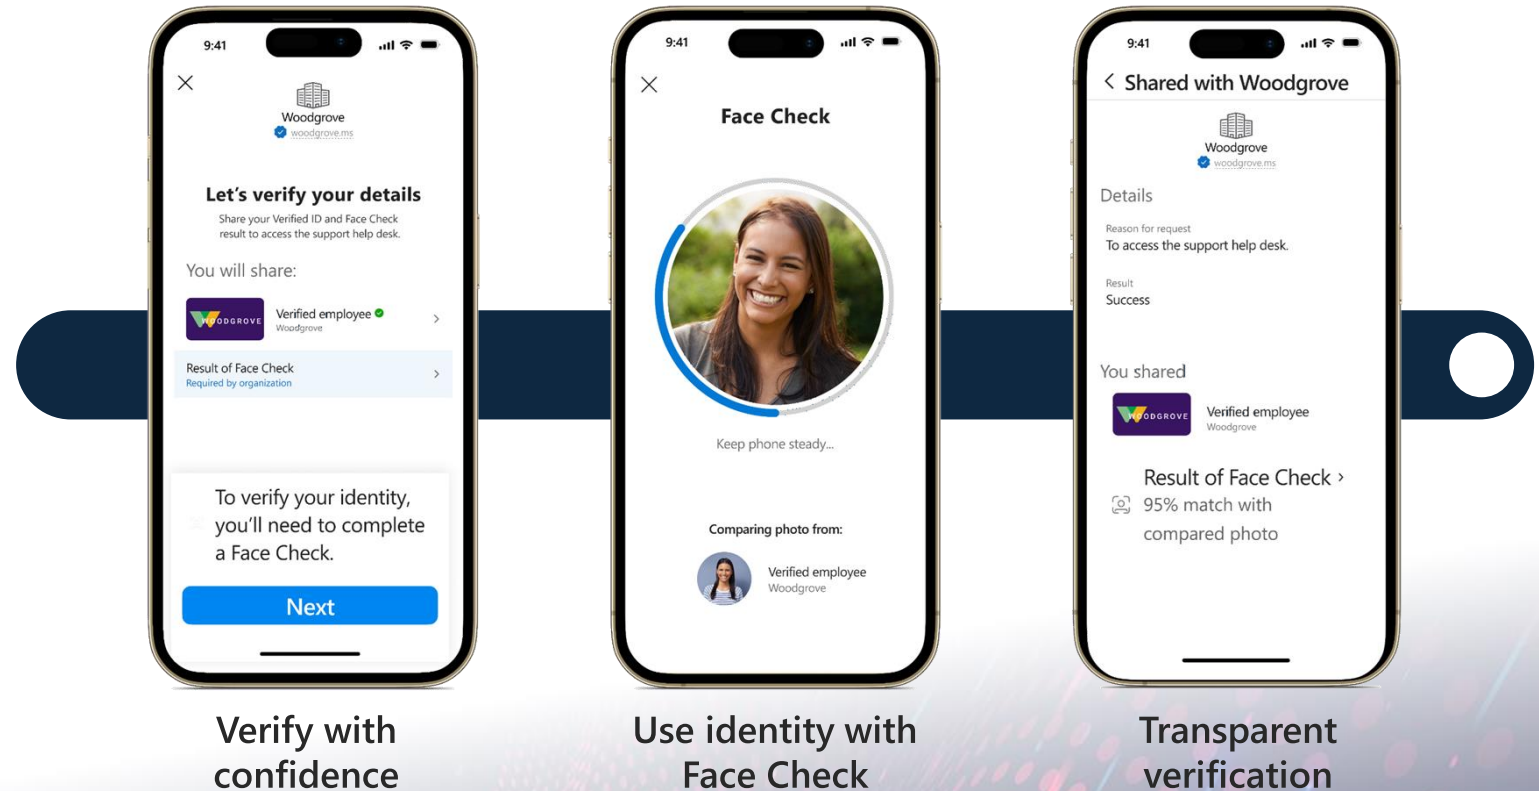 9:41
Woodgrove
woodgrove.ms
Let's verify your details
Share your Verified ID and Face Check
result to access the support help desk.
You will share:
WOODGROVE
Verified employee
Woodgrove
Result of Face Check
Required by organization
To verify your identity,
you'll need to complete
a Face Check.
Next
Verify with
confidence
9:41
Face Check
Keep phone steady...
Comparing photo from:
Verified employee
Woodgrove
Use identity with
Face Check
9:41
Shared with Woodgrove
Woodgrove
woodgrove.ms
Details
Reason for request
To access the support help desk.
Result
Success
You shared
WOODGROVE
Verified employee
Woodgrove
Result of Face Check
95% match with
compared photo
Transparent
verification